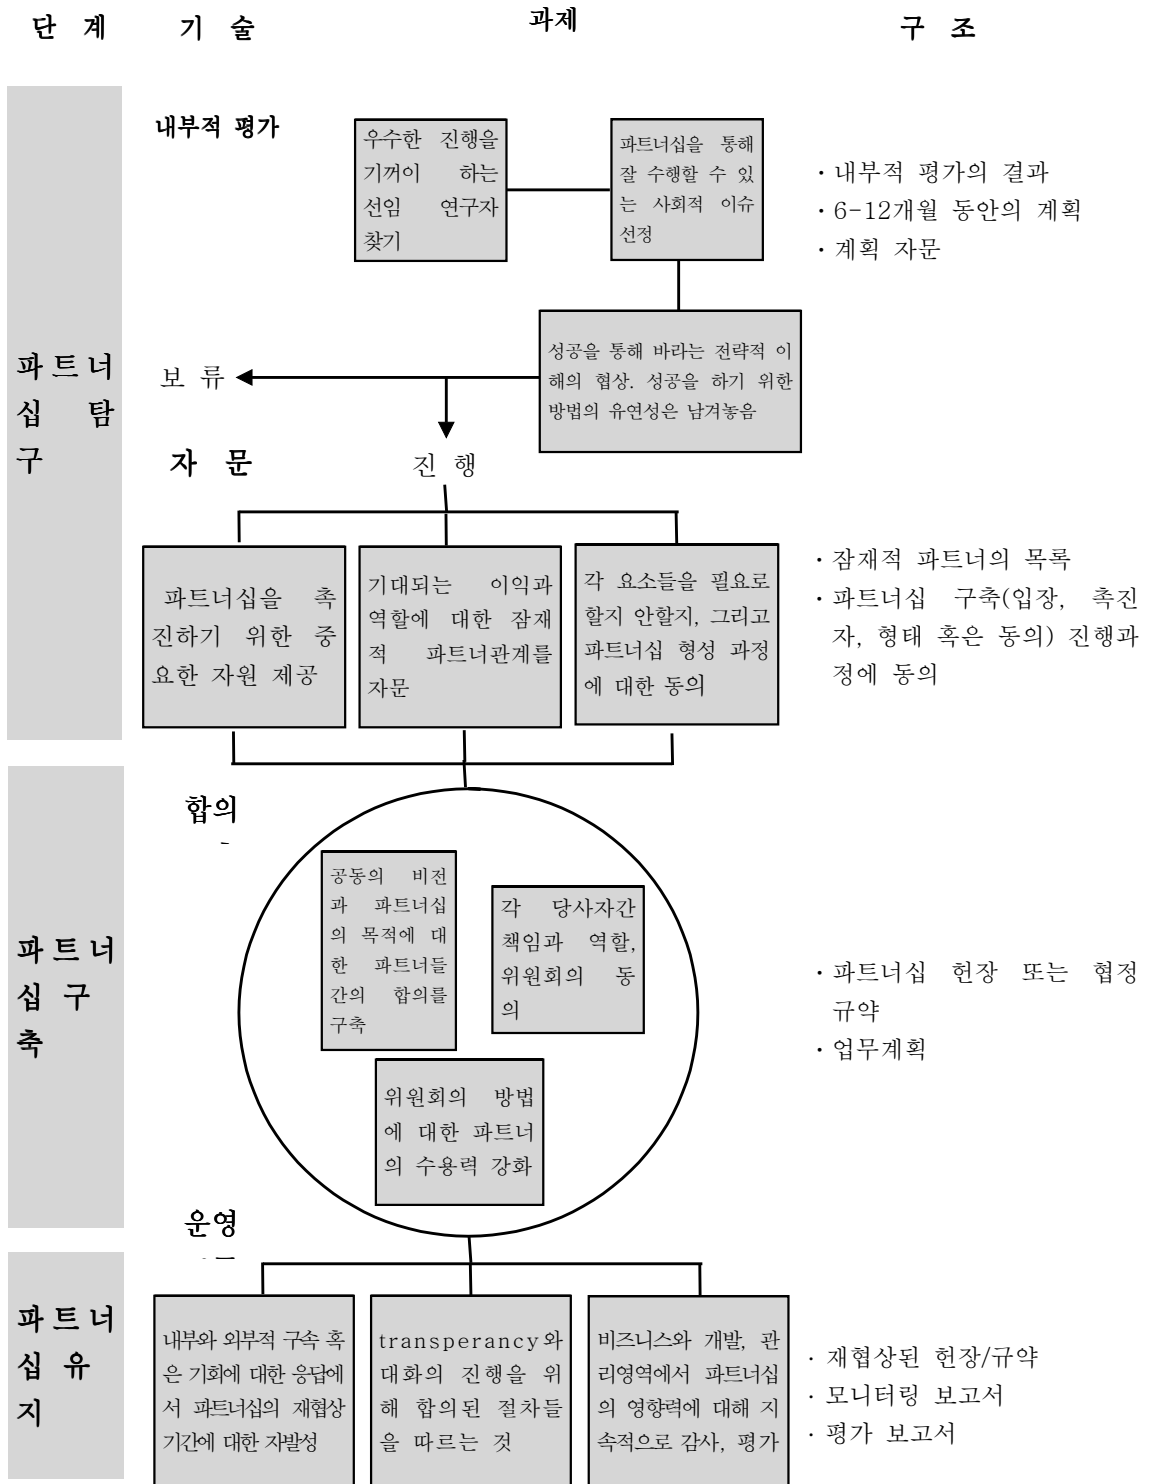 단 계 기 술 과제 구 조
파트너
십 탐
구
내부적 평가
우수한 진행을
기꺼이 하는
선임 연구자
찾기
파트너십을 통해
잘 수행할 수 있
는 사회적 이슈
선정
· 내부적 평가의 결과
· 6-12개월 동안의 계획
· 계획 자문
성공을 통해 바라는 전략적 이
해의 협상. 성공을 하기 위한
방법의 유연성은 남겨놓음
보 류
자 문
진 행
파트너십을 촉
진하기 위한 중
요한 자원 제공
기대되는 이익과
역할에 대한 잠재
적 파트너관계를
자문
각 요소들을 필요로
할지 안할지, 그리고
파트너십 형성 과정
에 대한 동의
· 잠재적 파트너의 목록
· 파트너십 구축(입장, 촉진
자, 형태 혹은 동의) 진행과
정에 동의
파트너
십 구
축
합의
공동의 비전
과 파트너십
의 목적에 대
한 파트너들
간의 합의를
구축
각 당사자간
책임과 역할,
위원회의 동
의
위원회의 방법
에 대한 파트너
의 수용력 강화
· 파트너십 헌장 또는 협정
규약
· 업무계획
운영
파트너
십 유
지
내부와 외부적 구속 혹
은 기회에 대한 응답에
서 파트너십의 재협상
기간에 대한 자발성
transperancy와
대화의 진행을 위
해 합의된 절차들
을 따르는 것
비즈니스와 개발, 관
리영역에서 파트너십
의 영향력에 대해 지
속적으로 감사, 평가
· 재협상된 헌장/규약
· 모니터링 보고서
· 평가 보고서